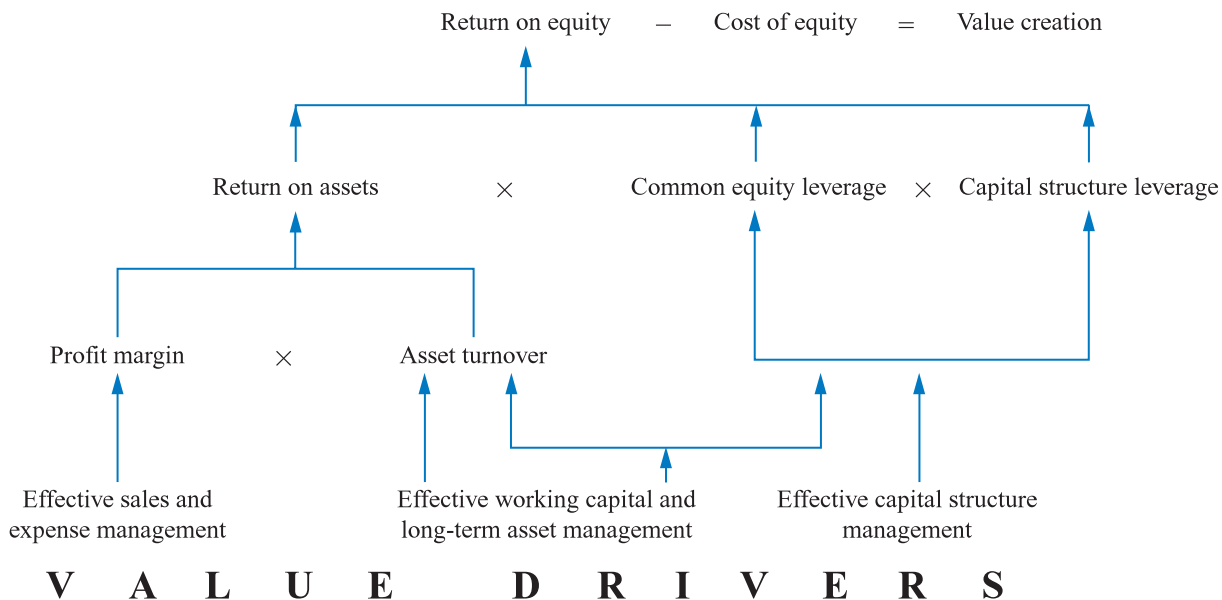 Return on equity − Cost of equity = Value creation
Return on assets × Common equity leverage × Capital structure leverage
Profit margin × Asset turnover
Effective sales and
expense management
Effective working capital and
long-term asset management
Effective capital structure
management
V A L U E D R I V E R S